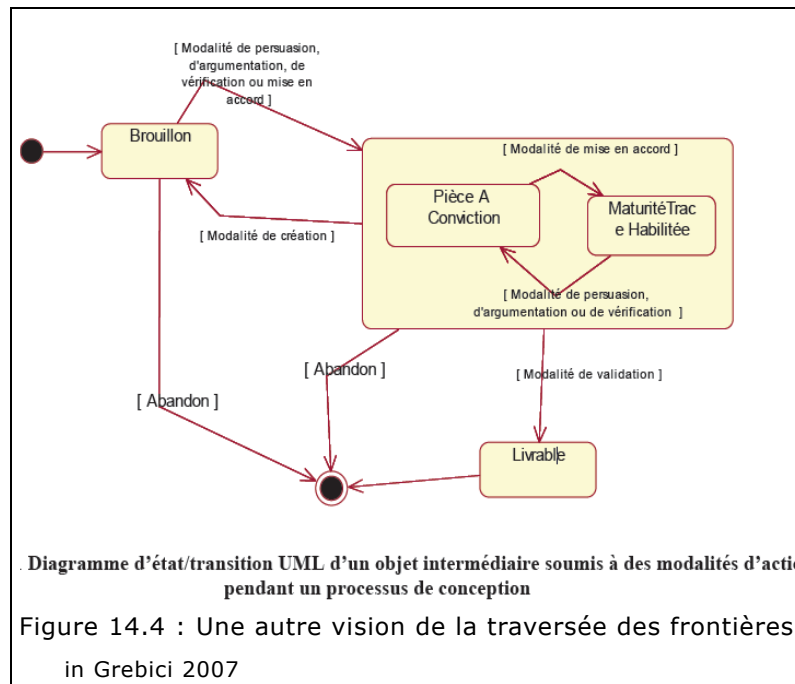 [ Modalité de persuasion,
d'argumentation, de
vérification ou mise en
accord ]
Brouillon
[ Modalité de mise en accord ]
Pièce A
Conviction
MaturitéTrac
e Habilitée
[ Modalité de création ]
[ Modalité de persuasion,
d'argumentation ou de vérification ]
[ Abandon ]
[ Abandon ]
[ Modalité de validation ]
Livrable
. Diagramme d'état/transition UML d'un objet intermédiaire soumis à des modalités d'actio
pendant un processus de conception
Figure 14.4 : Une autre vision de la traversée des frontières
in Grebici 2007